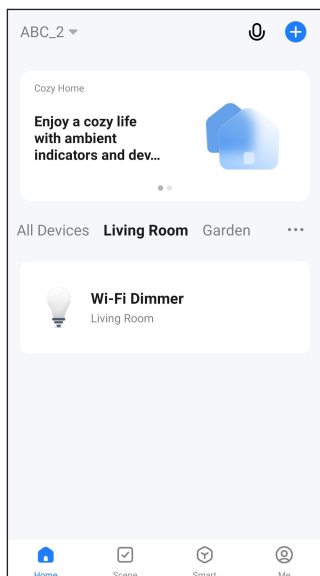 ABC_2
Cozy Home
Enjoy a cozy life
with ambient
indicators and dev...
All Devices Living Room Garden
Wi-Fi Dimmer
Living Room
Home Scene Smart Me